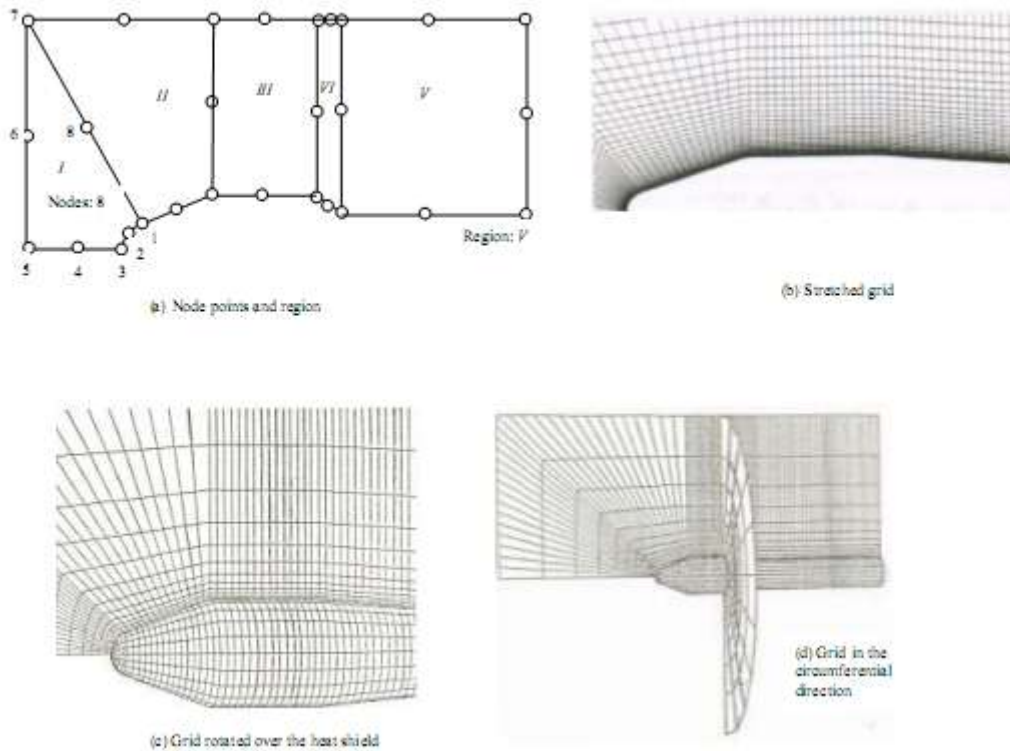 7
II
III
VI
V
6
8
I
Nodes: 8
1
2
Region: V
5
4
3
(a) Node points and region
(b) Stretched grid
(c) Grid rotated over the heat shield
(d) Grid in the
circumferential
direction